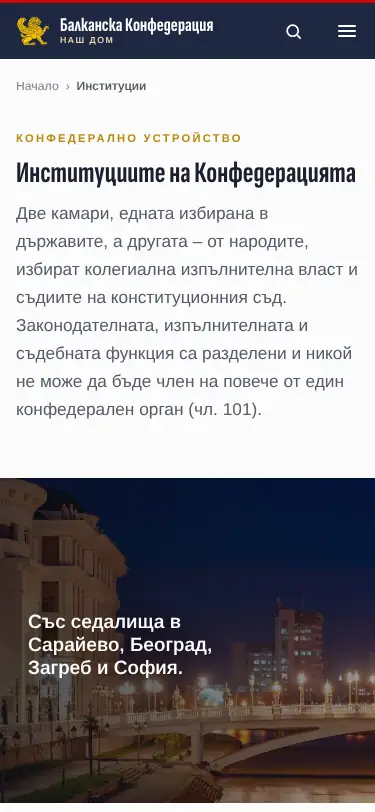 Балканска Конфедерация
НАШ ДОМ
Начало › Институции
КОНФЕДЕРАЛНО УСТРОЙСТВО
Институциите на Конфедерацията
Две камари, едната избирана в
държавите, а другата – от народите,
избират колегиална изпълнителна власт и
съдиите на конституционния съд.
Законодателната, изпълнителната и
съдебната функция са разделени и никой
не може да бъде член на повече от един
конфедерален орган (чл. 101).
Със седалища в
Сарайево, Београд,
Загреб и София.